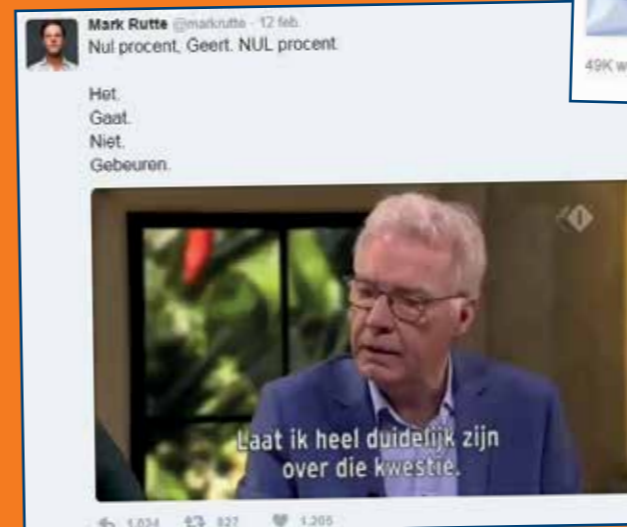 Mark Rutte @markrutte · 12 feb.
Nul procent, Geert. NUL procent.
Het.
Gaat.
Niet.
Gebeuren.
Laat ik heel duidelijk zijn
over die kwestie.
1.034 827 1.205
49K w